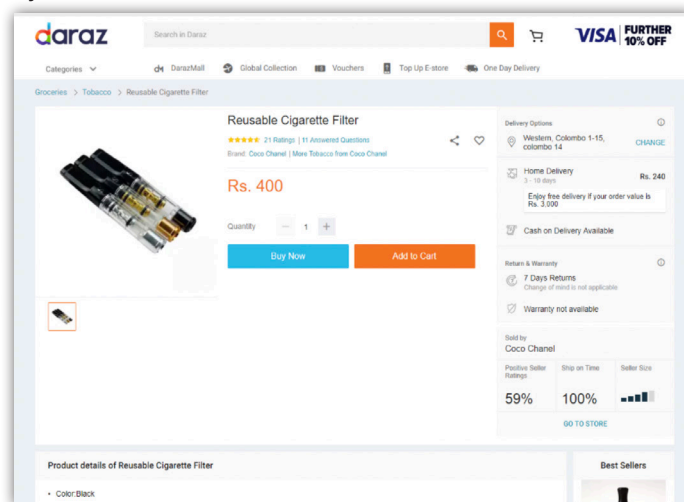 daraz
Search in Daraz
VISA FURTHER 10% OFF
Categories
DarazMall
Global Collection
Vouchers
Top Up E-store
One Day Delivery
Groceries > Tobacco > Reusable Cigarette Filter
Reusable Cigarette Filter
21 Ratings | 11 Answered Questions
Brand: Coco Chanel | More Tobacco from Coco Chanel
Rs. 400
Quantity
− 1 +
Buy Now
Add to Cart
Delivery Options
Western, Colombo 1-15,
colombo 14
CHANGE
Home Delivery
3 - 10 days
Rs. 240
Enjoy free delivery if your order value is
Rs. 3,000
Cash on Delivery Available
Return & Warranty
7 Days Returns
Change of mind is not applicable
Warranty not available
Sold by
Coco Chanel
Positive Seller
Ratings
Ship on Time
Seller Size
59%
100%
GO TO STORE
Product details of Reusable Cigarette Filter
Best Sellers
• Color:Black